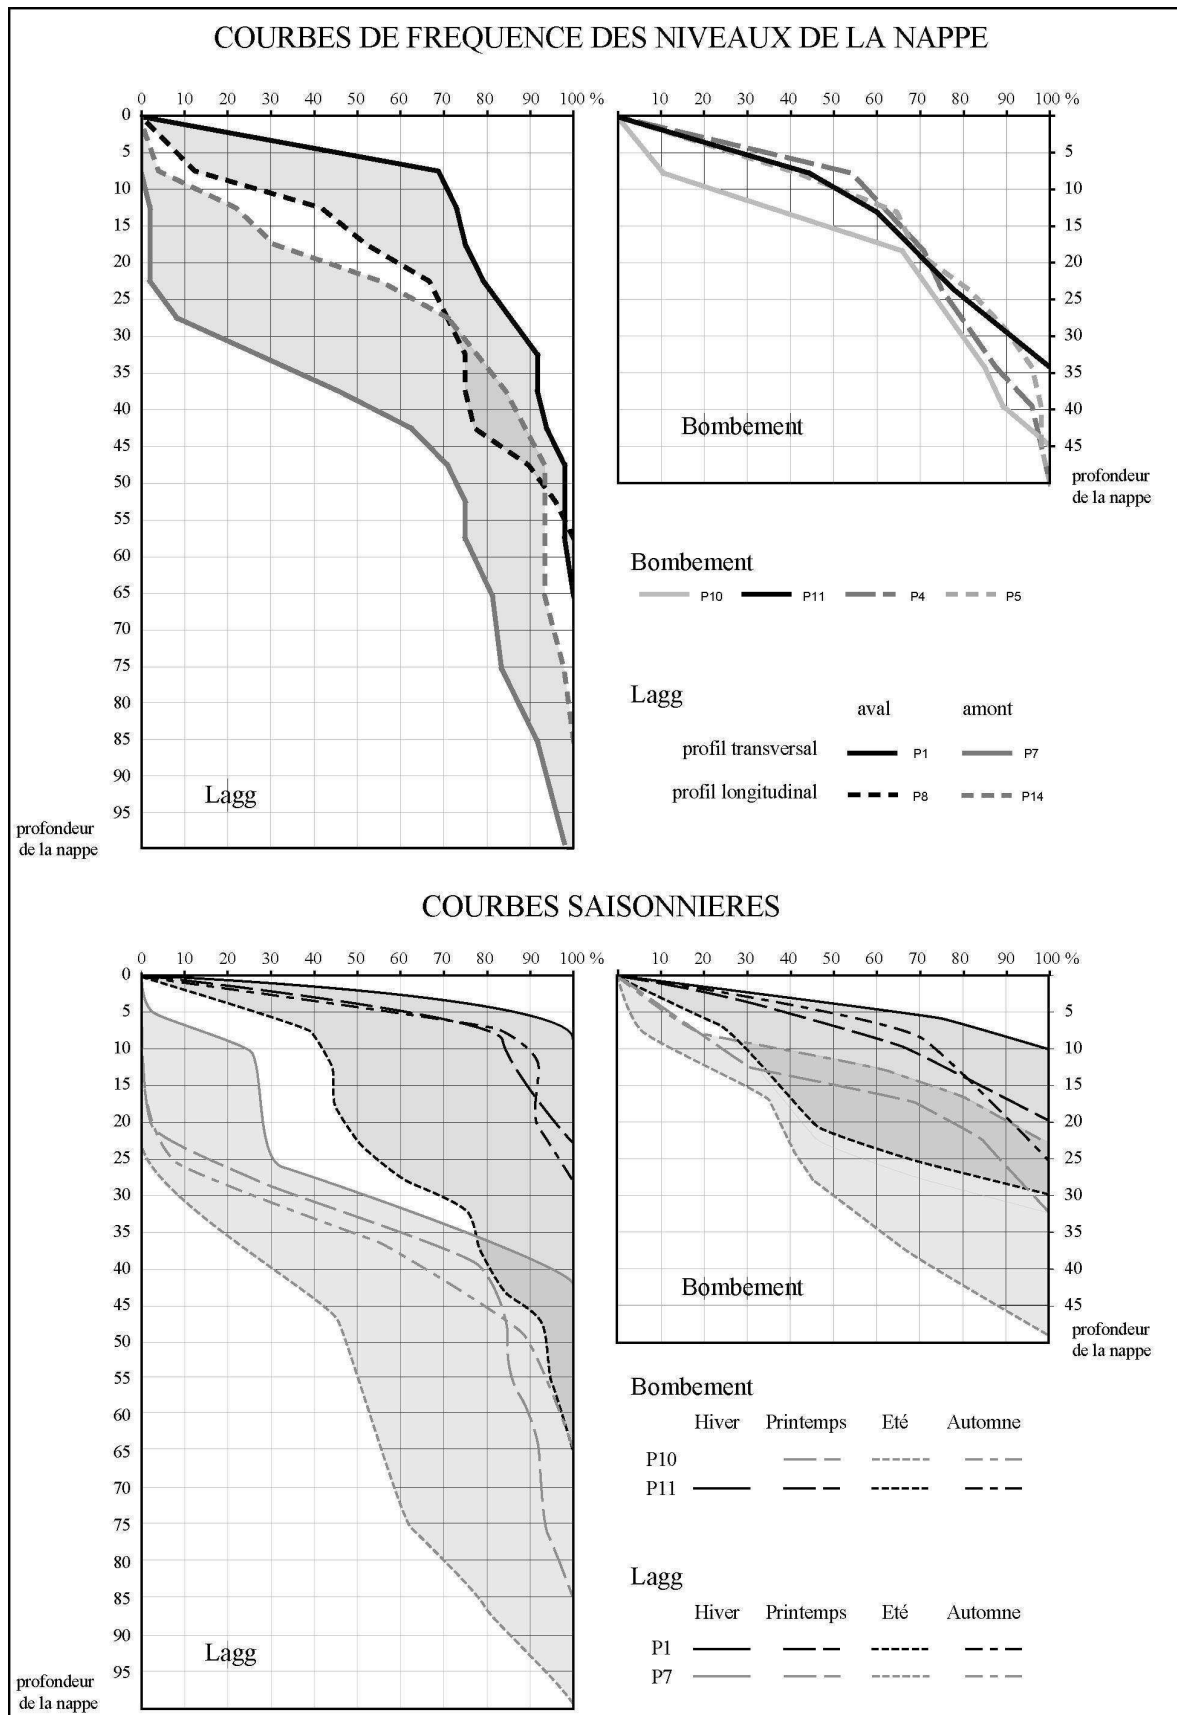 COURBES DE FREQUENCE DES NIVEAUX DE LA NAPPE
0 10 20 30 40 50 60 70 80 90 100 %
0
5
10
15
20
25
30
35
40
45
50
55
60
65
70
75
80
85
90
95
Lagg
profondeur
de la nappe
10 20 30 40 50 60 70 80 90 100 %
5
10
15
20
25
30
35
40
45
Bombement
profondeur
de la nappe
Bombement
P10 P11 P4 P5
Lagg
aval amont
profil transversal P1 P7
profil longitudinal P8 P14
COURBES SAISONNIERES
0 10 20 30 40 50 60 70 80 90 100 %
0
5
10
15
20
25
30
35
40
45
50
55
60
65
70
75
80
85
90
95
Lagg
profondeur
de la nappe
10 20 30 40 50 60 70 80 90 100 %
5
10
15
20
25
30
35
40
45
Bombement
profondeur
de la nappe
Bombement
Hiver Printemps Eté Automne
P10
P11
Lagg
Hiver Printemps Eté Automne
P1
P7